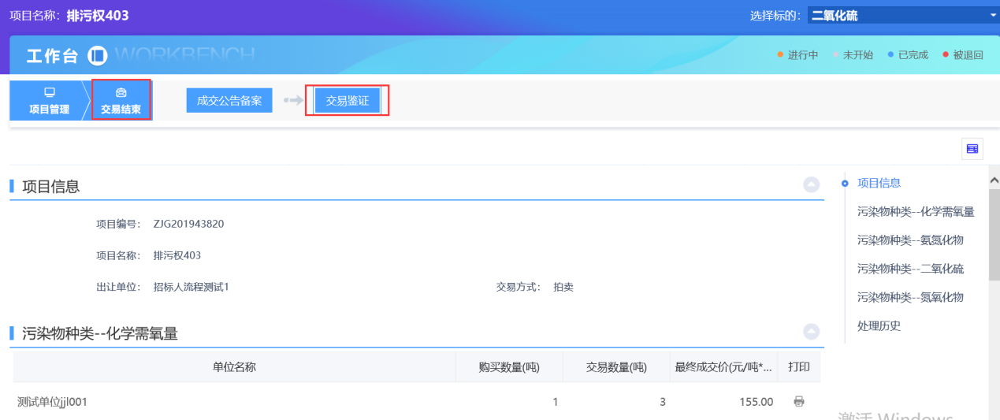 项目名称: 排污权403 选择标的: 二氧化硫
工作台 WORKBENCH 进行中 未开始 已完成 被退回
项目管理 交易结束 成交公告备案 交易鉴证
项目信息
项目编号: ZJG201943820
项目名称: 排污权403
出让单位: 招标人流程测试1 交易方式: 拍卖
污染物种类--化学需氧量
单位名称 购买数量(吨) 交易数量(吨) 最终成交价(元/吨*... 打印
测试单位jjl001 1 3 155.00
项目信息
污染物种类--化学需氧量
污染物种类--氨氮化物
污染物种类--二氧化硫
污染物种类--氮氧化物
处理历史
激活 Windows